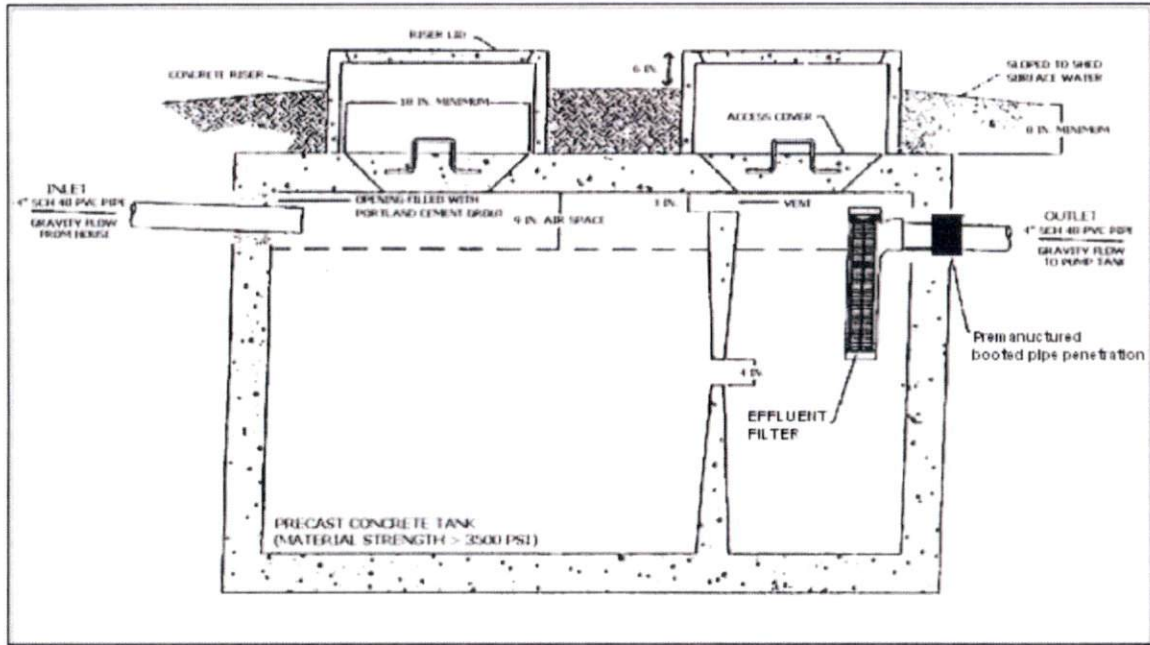 RISER LID
6 IN.
SLOPED TO SHED
SURFACE WATER
CONCRETE RISER
18 IN. MINIMUM
ACCESS COVER
MINIMUM
INLET
4" SCH 40 PVC PIPE
GRAVITY FLOW
FROM HOUSE
OPENING FILLED WITH
PORTLAND CEMENT GROUT
9 IN. AIR SPACE
IN.
VENT
OUTLET
4" SCH 40 PVC PIPE
GRAVITY FLOW
TO PUMP TANK
Premanuctured
booted pipe penetration
4 IN.
EFFLUENT
FILTER
PRECAST CONCRETE TANK
(MATERIAL STRENGTH > 3500 PSI)